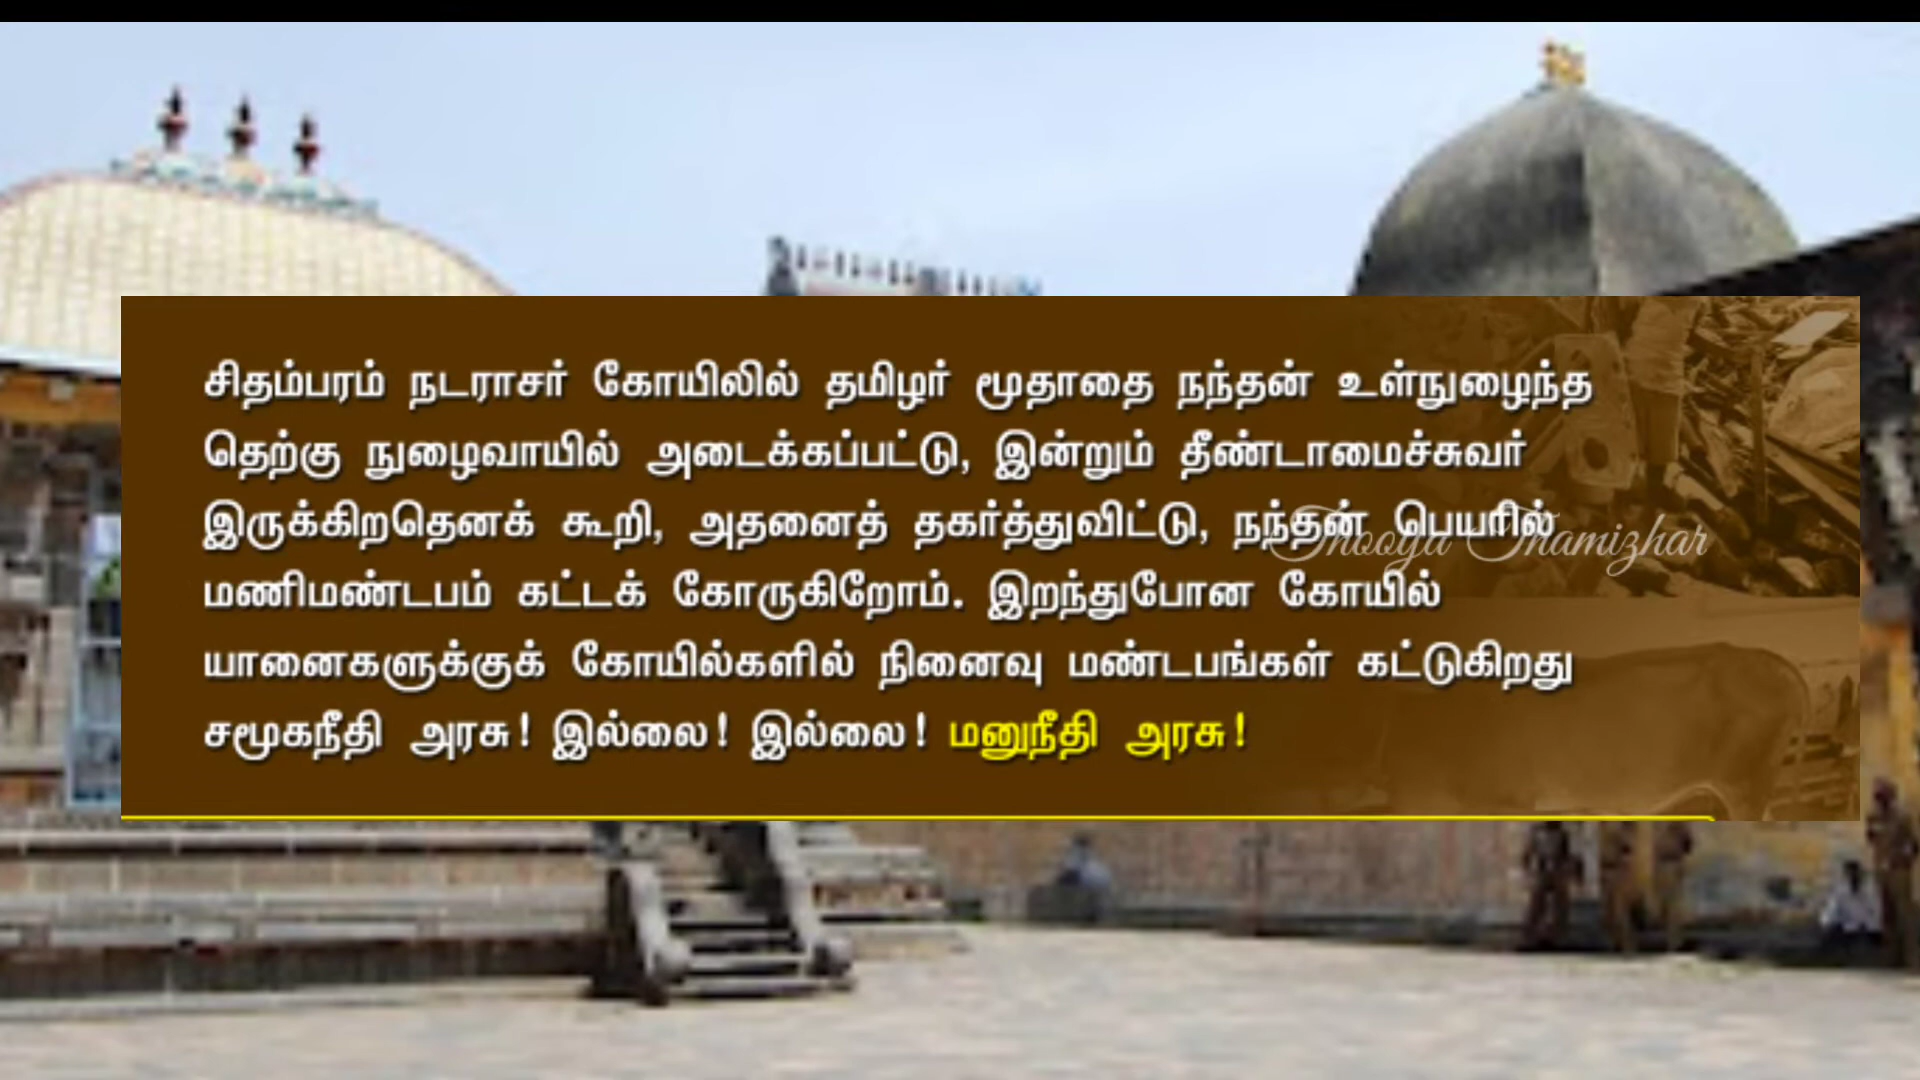 சிதம்பரம் நடராசர் கோயிலில் தமிழர் மூதாதை நந்தன் உள்நுழைந்த
தெற்கு நுழைவாயில் அடைக்கப்பட்டு, இன்றும் தீண்டாமைச்சுவர்
இருக்கிறதெனக் கூறி, அதனைத் தகர்த்துவிட்டு, நந்தன் பெயரில்
Thooya Thamizhar
மணிமண்டபம் கட்டக் கோருகிறோம். இறந்துபோன கோயில்
யானைகளுக்குக் கோயில்களில் நினைவு மண்டபங்கள் கட்டுகிறது
சமூகநீதி அரசு! இல்லை! இல்லை! மனுநீதி அரசு!